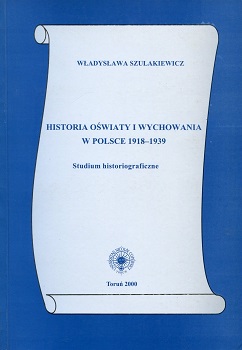 WŁADYSŁAWA SZULAKIEWICZ
HISTORIA OŚWIATY I WYCHOWANIA
W POLSCE 1918–1939
Studium historiograficzne
Toruń 2000